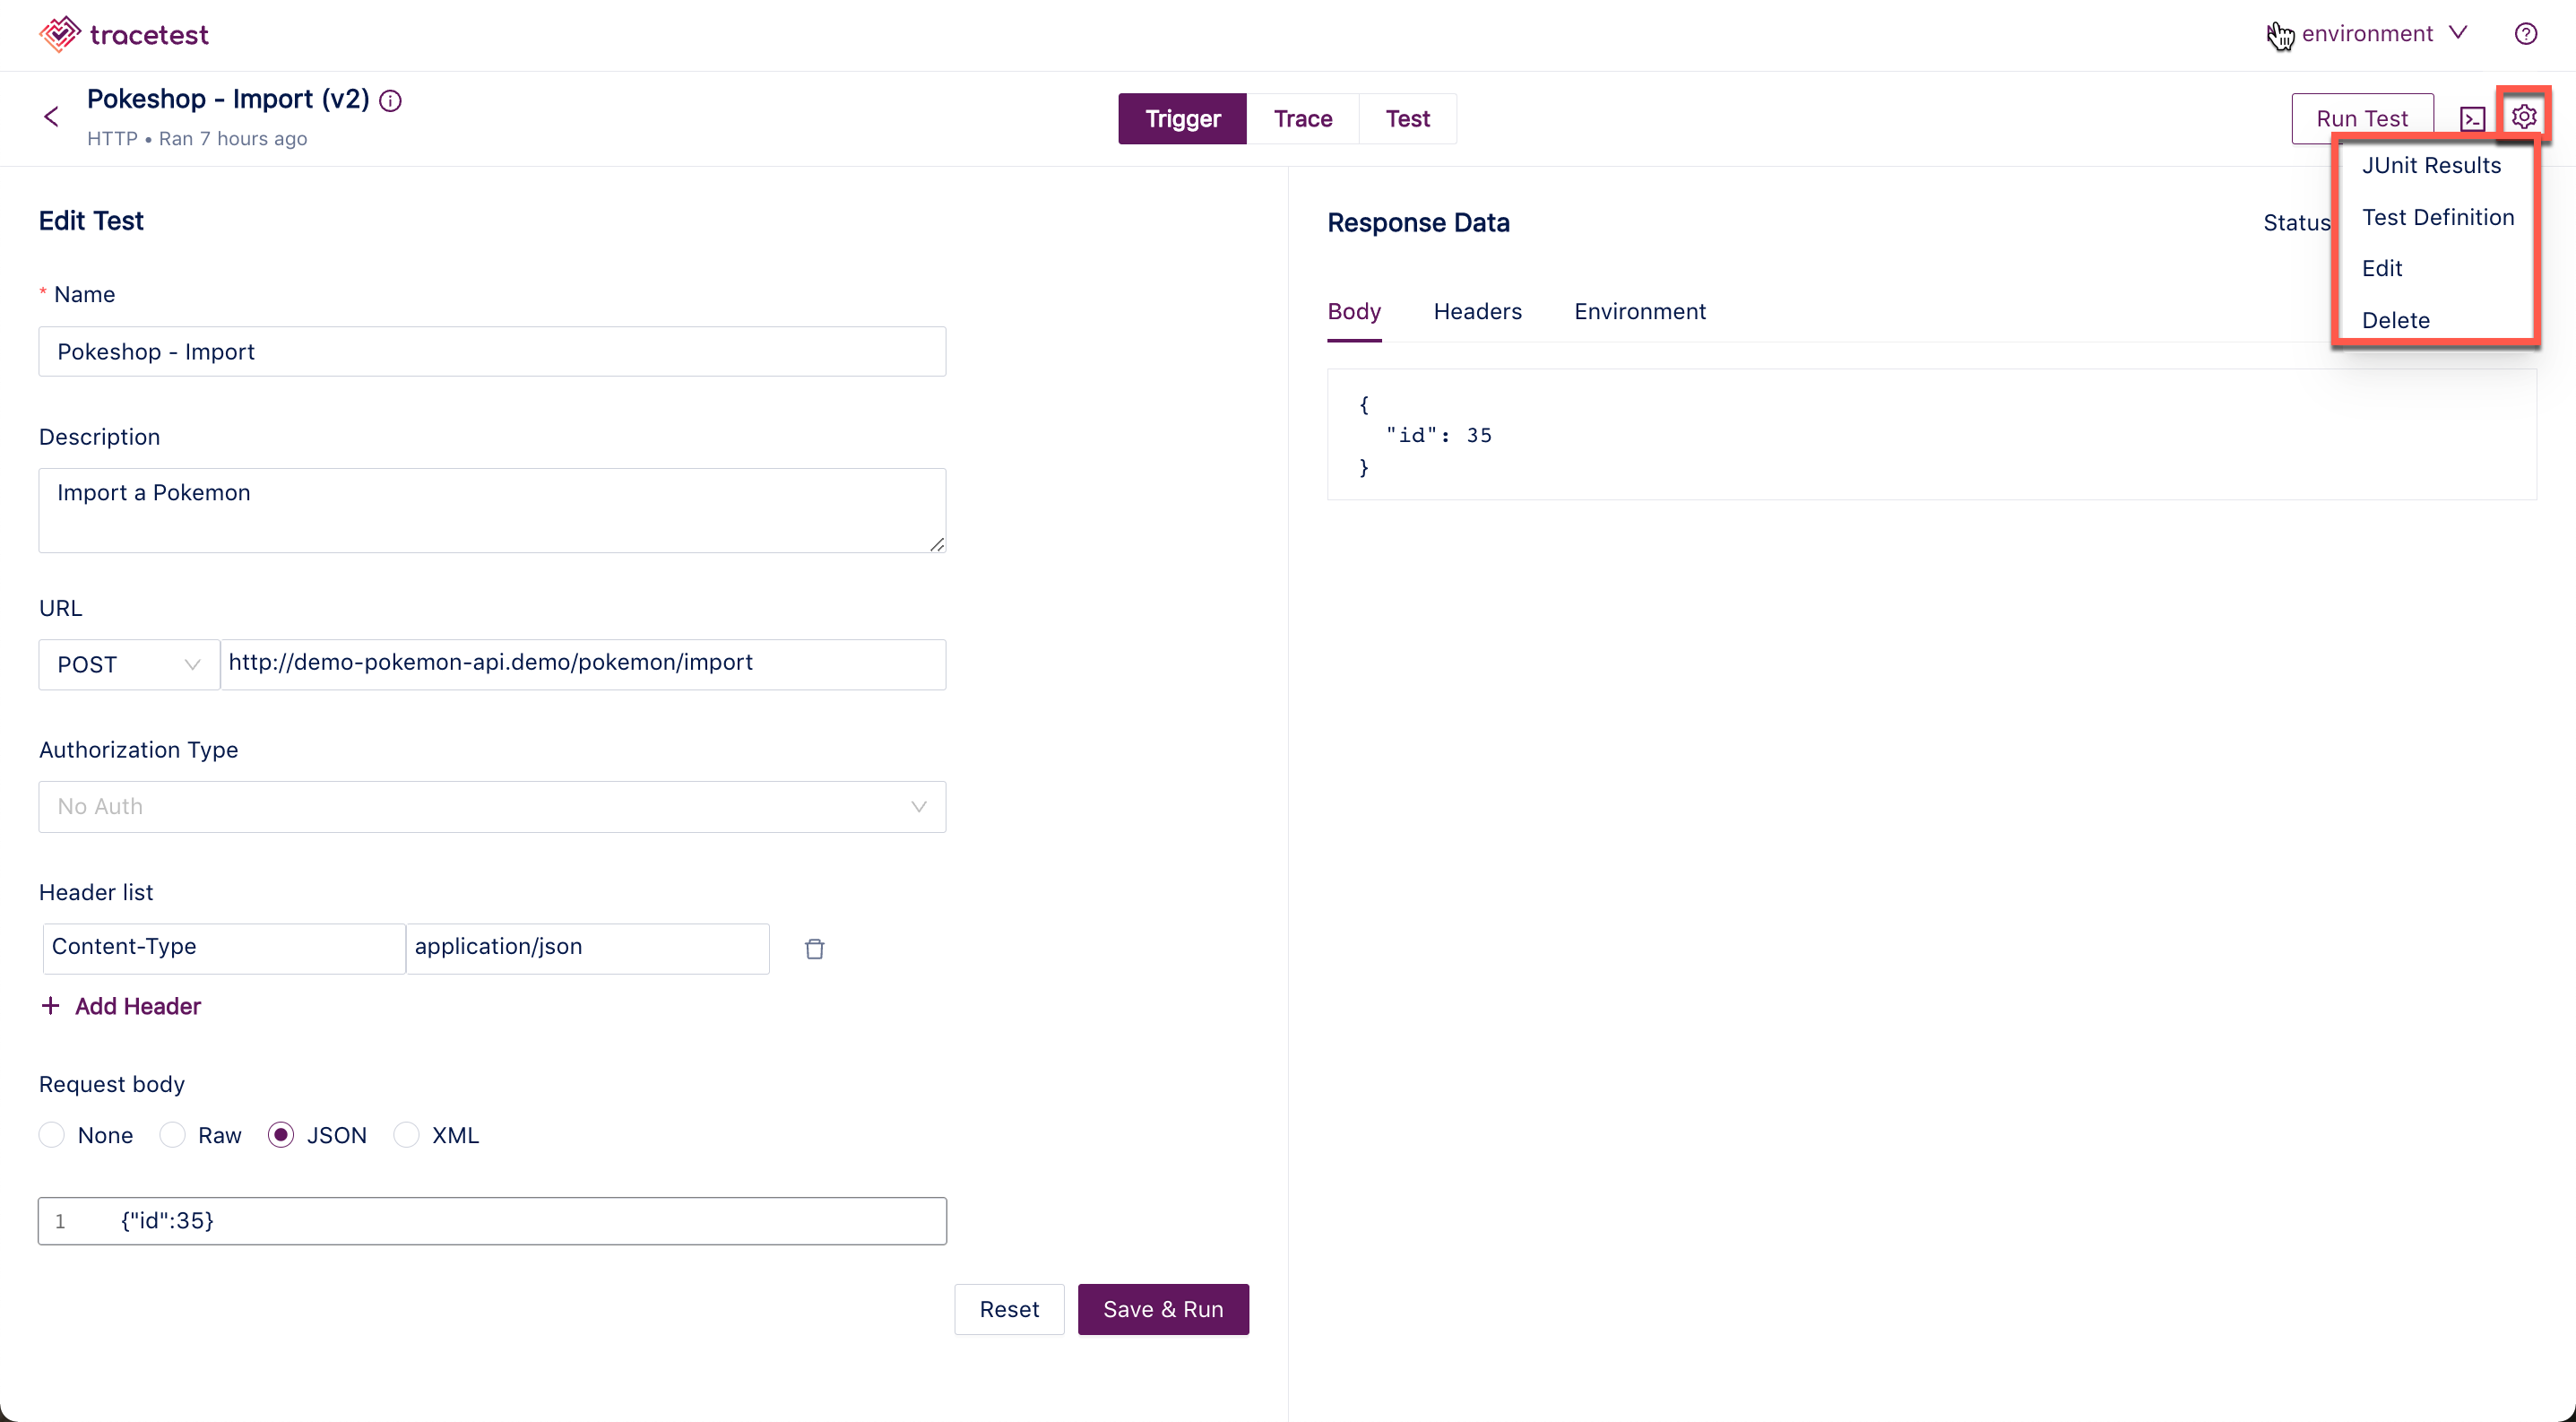 tracetest
environment
Pokeshop - Import (v2)
HTTP • Ran 7 hours ago
Trigger
Trace
Test
Run Test
JUnit Results
Test Definition
Edit
Delete
Edit Test
* Name
Pokeshop - Import
Description
Import a Pokemon
URL
POST
http://demo-pokemon-api.demo/pokemon/import
Authorization Type
No Auth
Header list
Content-Type
application/json
+ Add Header
Request body
None
Raw
JSON
XML
1 {"id":35}
Reset
Save & Run
Response Data
Status
Body
Headers
Environment
{
"id": 35
}